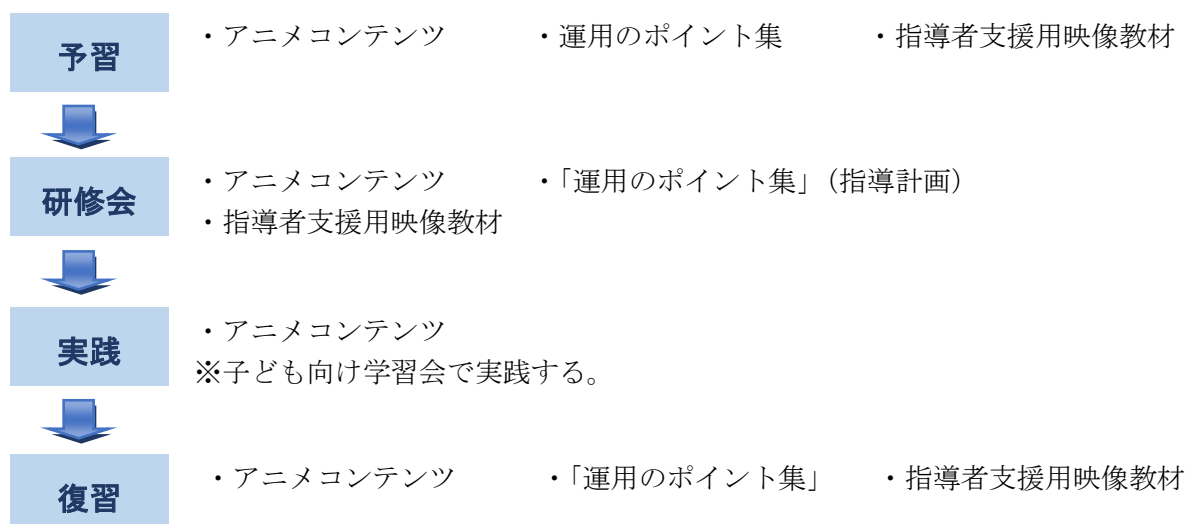 予習
・アニメコンテンツ ・運用のポイント集 ・指導者支援用映像教材
研修会
・アニメコンテンツ ・「運用のポイント集」(指導計画)
・指導者支援用映像教材
実践
・アニメコンテンツ
※子ども向け学習会で実践する。
復習
・アニメコンテンツ ・「運用のポイント集」 ・指導者支援用映像教材